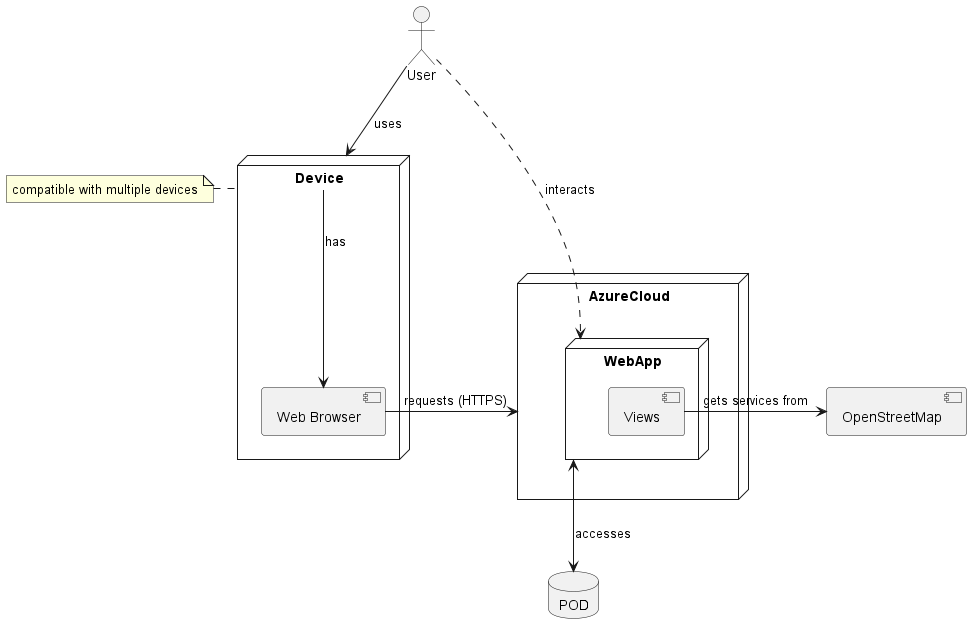 User
uses
compatible with multiple devices
Device
interacts
has
AzureCloud
WebApp
requests (HTTPS)
gets services from
Web Browser
Views
OpenStreetMap
accesses
POD